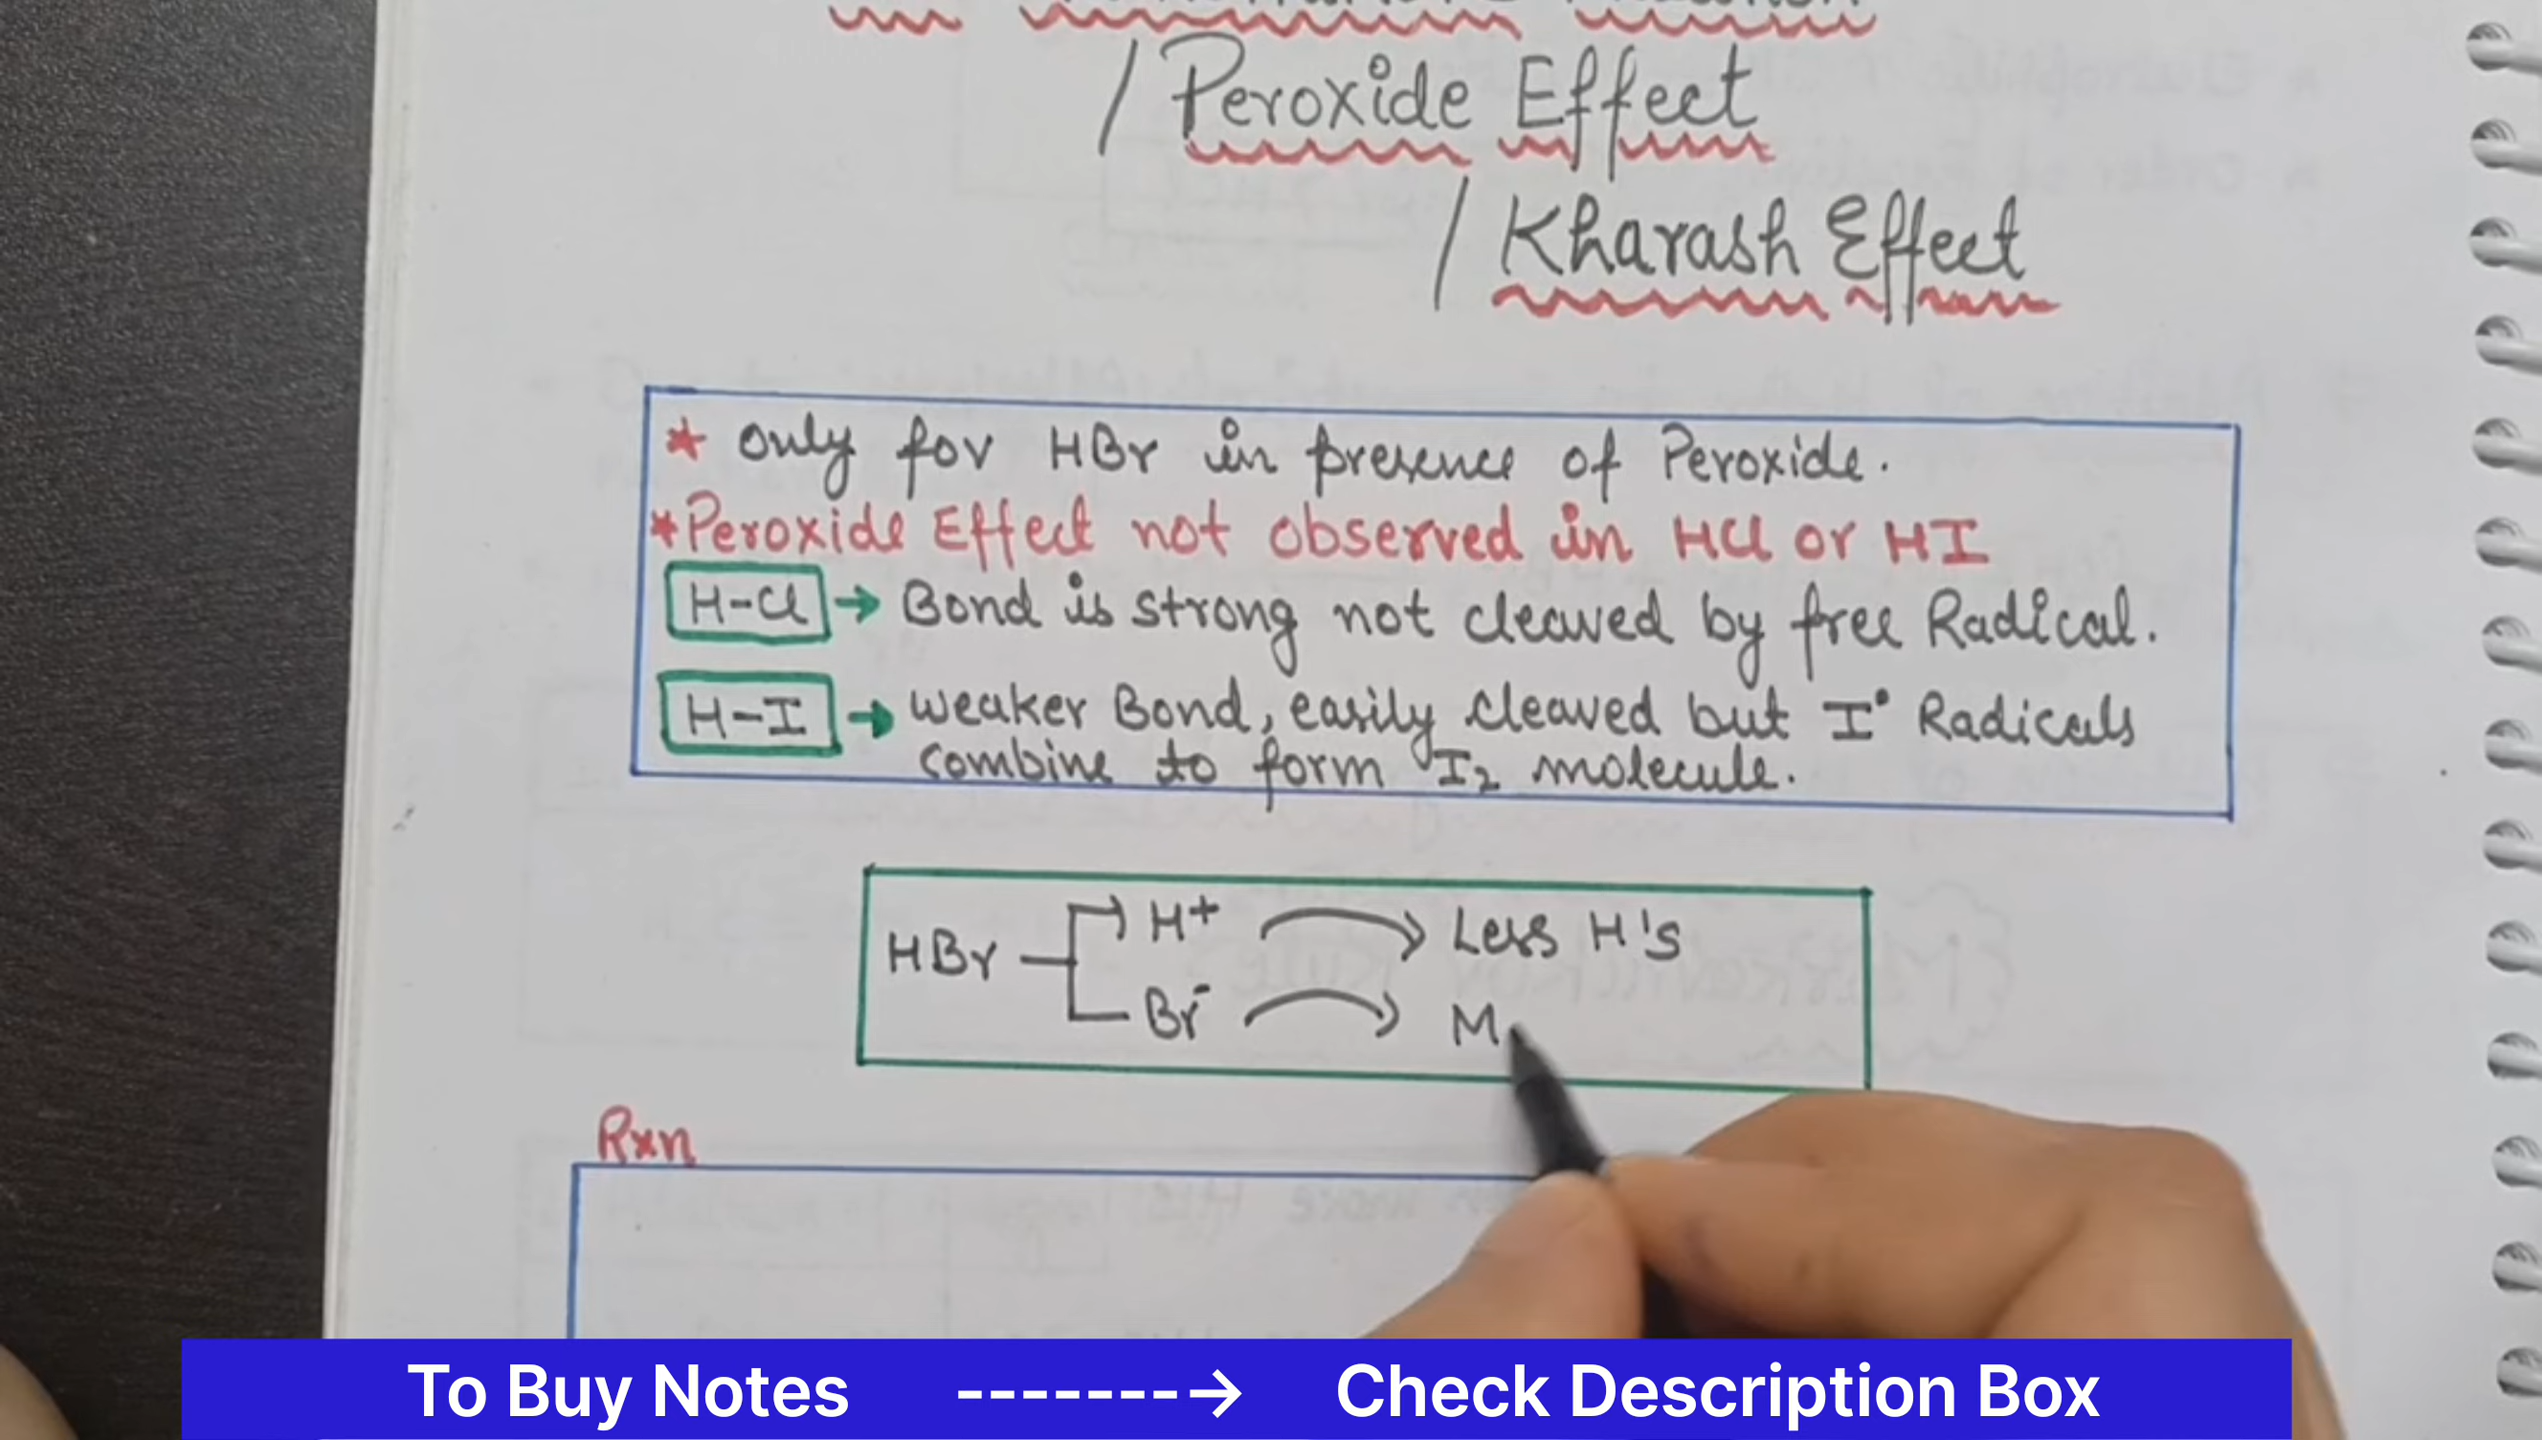 / Peroxide Effect
/ Kharash Effect
* only for HBr in presence of Peroxide.
*Peroxide Effect not observed in HCl or HI
H-Cl → Bond is strong not cleaved by free Radical.
H-I → weaker Bond, easily cleaved but I• Radicals
combine to form I₂ molecule.
H+ → Less H's
HBr
Br- → M
Rxn
To Buy Notes -------→ Check Description Box